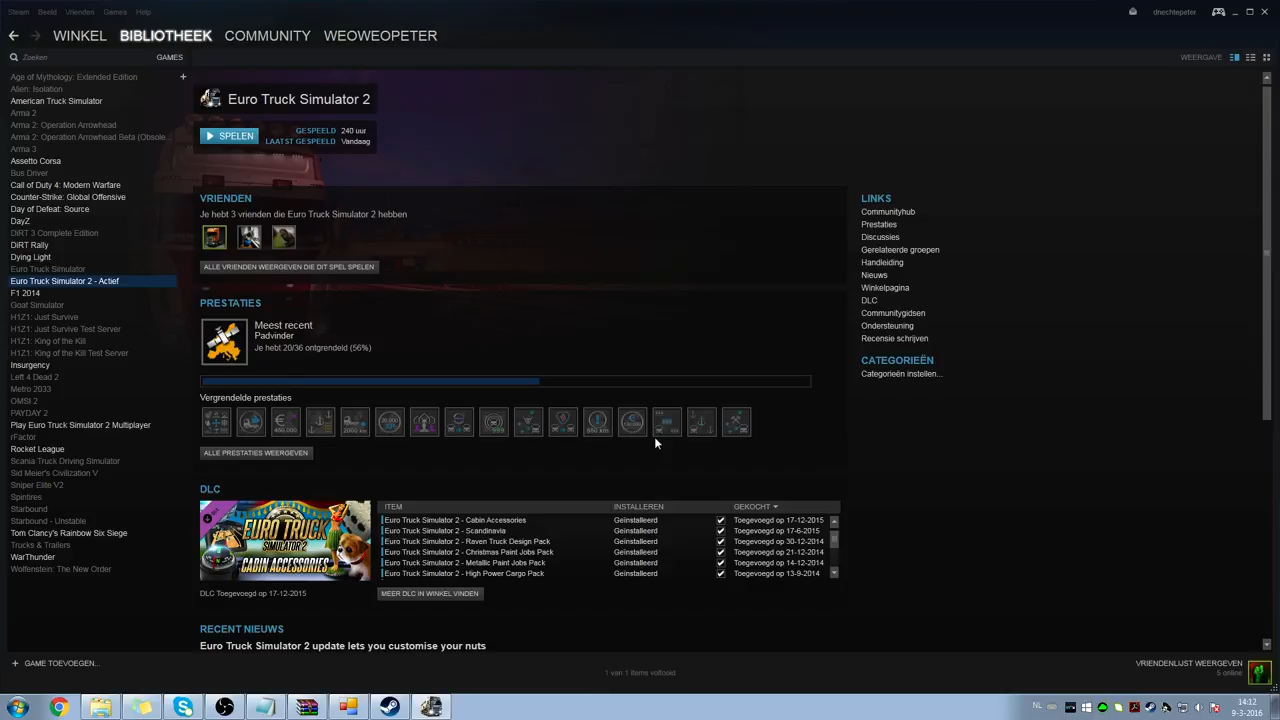 Steam Beeld Vrienden Games Help
dnechtepeter
WINKEL BIBLIOTHEEK COMMUNITY WEOWEOPETER
Zoeken GAMES
WEERGAVE
Age of Mythology: Extended Edition
Alien: Isolation
American Truck Simulator
Arma 2
Arma 2: Operation Arrowhead
Arma 2: Operation Arrowhead Beta (Obsole...
Arma 3
Assetto Corsa
Bus Driver
Call of Duty 4: Modern Warfare
Counter-Strike: Global Offensive
Day of Defeat: Source
DayZ
DiRT 3 Complete Edition
DiRT Rally
Dying Light
Euro Truck Simulator
Euro Truck Simulator 2 - Actief
F1 2014
Goat Simulator
H1Z1: Just Survive
H1Z1: Just Survive Test Server
H1Z1: King of the Kill
H1Z1: King of the Kill Test Server
Insurgency
Left 4 Dead 2
Metro 2033
OMSI 2
PAYDAY 2
Play Euro Truck Simulator 2 Multiplayer
rFactor
Rocket League
Scania Truck Driving Simulator
Sid Meier's Civilization V
Sniper Elite V2
Spintires
Starbound
Starbound - Unstable
Tom Clancy's Rainbow Six Siege
Trucks & Trailers
WarThunder
Wolfenstein: The New Order
GAME TOEVOEGEN...
Euro Truck Simulator 2
SPELEN
GESPEELD 240 uur
LAATST GESPEELD Vandaag
VRIENDEN
Je hebt 3 vrienden die Euro Truck Simulator 2 hebben
ALLE VRIENDEN WEERGEVEN DIE DIT SPEL SPELEN
PRESTATIES
Meest recent
Padvinder
Je hebt 20/36 ontgrendeld (56%)
Vergrendelde prestaties
ALLE PRESTATIES WEERGEVEN
DLC
ITEM INSTALLEREN GEKOCHT
Euro Truck Simulator 2 - Cabin Accessories Geïnstalleerd Toegevoegd op 17-12-2015
Euro Truck Simulator 2 - Scandinavia Geïnstalleerd Toegevoegd op 17-6-2015
Euro Truck Simulator 2 - Raven Truck Design Pack Geïnstalleerd Toegevoegd op 30-12-2014
Euro Truck Simulator 2 - Christmas Paint Jobs Pack Geïnstalleerd Toegevoegd op 21-12-2014
Euro Truck Simulator 2 - Metallic Paint Jobs Pack Geïnstalleerd Toegevoegd op 14-12-2014
Euro Truck Simulator 2 - High Power Cargo Pack Geïnstalleerd Toegevoegd op 13-9-2014
EURO TRUCK
SIMULATOR 2
CABIN ACCESSORIES
DLC Toegevoegd op 17-12-2015
MEER DLC IN WINKEL VINDEN
RECENT NIEUWS
Euro Truck Simulator 2 update lets you customise your nuts
LINKS
Communityhub
Prestaties
Discussies
Gerelateerde groepen
Handleiding
Nieuws
Winkelpagina
DLC
Communitygidsen
Ondersteuning
Recensie schrijven
CATEGORIEËN
Categorieën instellen...
1 van 1 items voltooid
VRIENDENLIJST WEERGEVEN
5 online
NL
14:12
9-3-2016